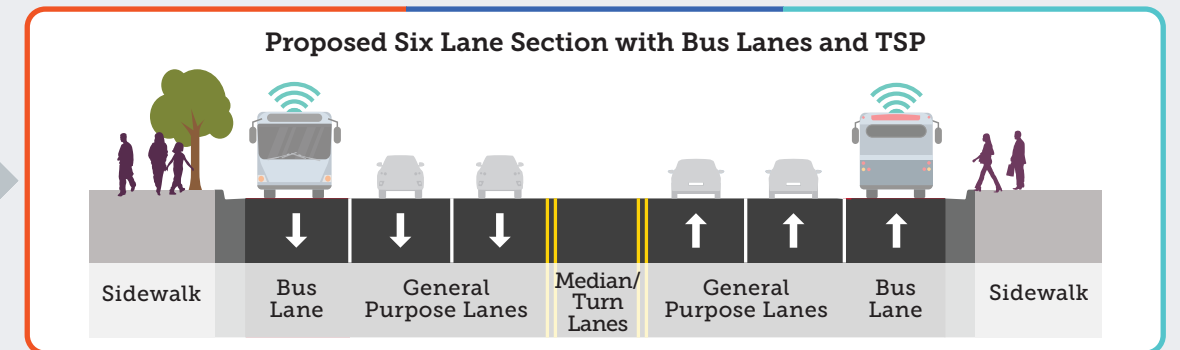 Proposed Six Lane Section with Bus Lanes and TSP
Sidewalk
Bus
Lane
General
Purpose Lanes
Median/
Turn
Lanes
General
Purpose Lanes
Bus
Lane
Sidewalk